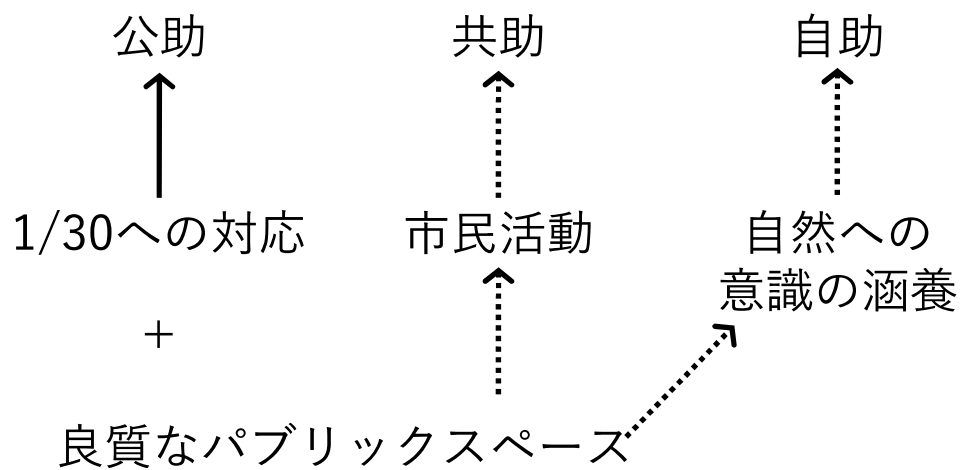 公助
共助
自助
1/30への対応
市民活動
自然への
意識の涵養
+
良質なパブリックスペース